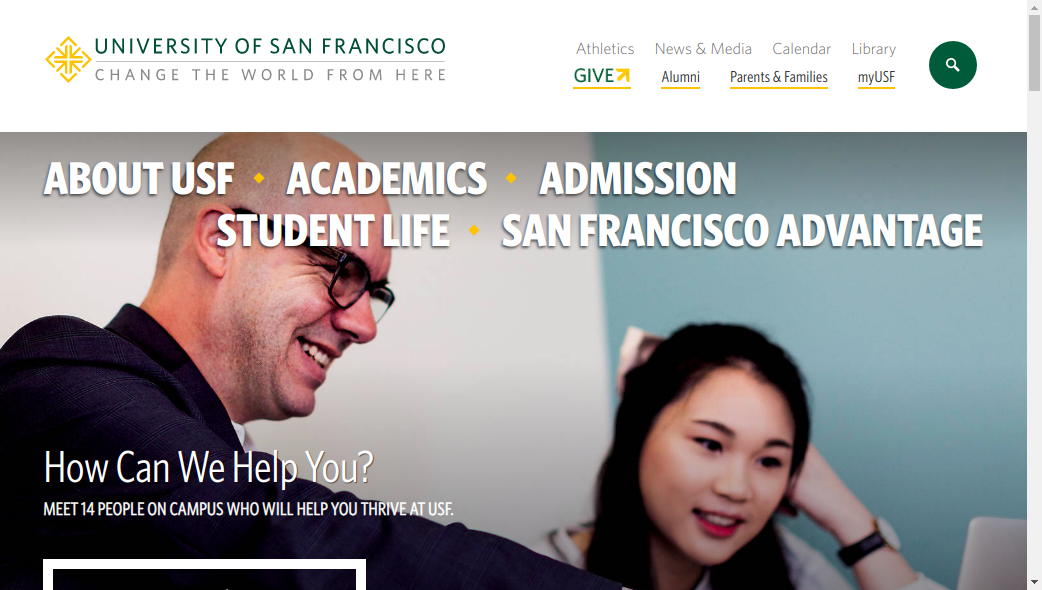 UNIVERSITY OF SAN FRANCISCO
CHANGE THE WORLD FROM HERE
Athletics News & Media Calendar Library
GIVE Alumni Parents & Families myUSF
ABOUT USF ACADEMICS ADMISSION
STUDENT LIFE SAN FRANCISCO ADVANTAGE
How Can We Help You?
MEET 14 PEOPLE ON CAMPUS WHO WILL HELP YOU THRIVE AT USF.